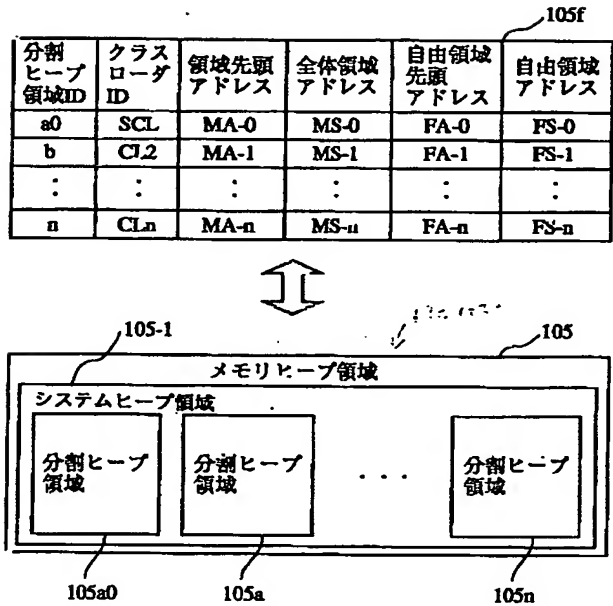 105f
分割ヒープ領域ID クラスローダID 領域先頭アドレス 全体領域アドレス 自由領域先頭アドレス 自由領域アドレス
a0 SCL MA-0 MS-0 FA-0 FS-0
b CL2 MA-1 MS-1 FA-1 FS-1
: : : : : :
n CLn MA-n MS-n FA-n FS-n
105-1
105
メモリヒープ領域
システムヒープ領域
分割ヒープ領域 分割ヒープ領域 · · · 分割ヒープ領域
105a0 105a 105n